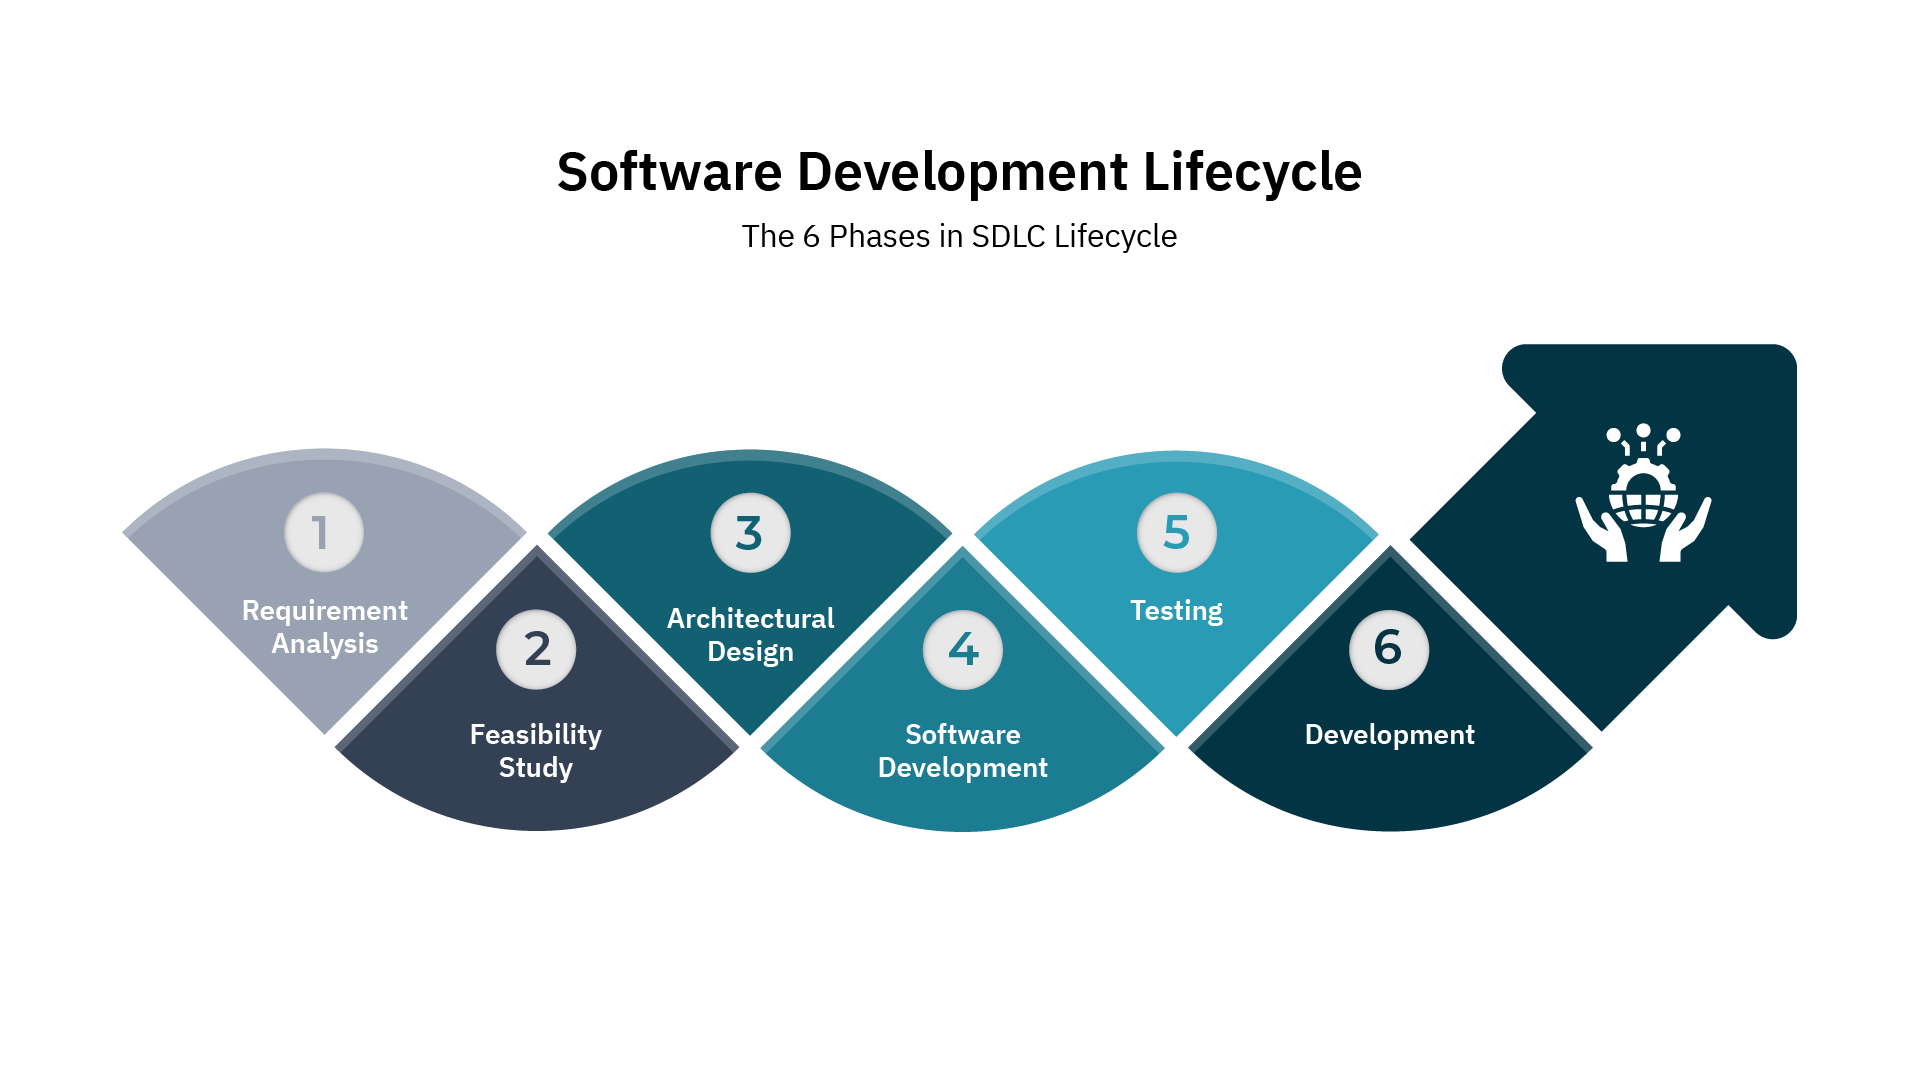 Software Development Lifecycle
The 6 Phases in SDLC Lifecycle
1
Requirement
Analysis
2
Feasibility
Study
3
Architectural
Design
4
Software
Development
5
Testing
6
Development